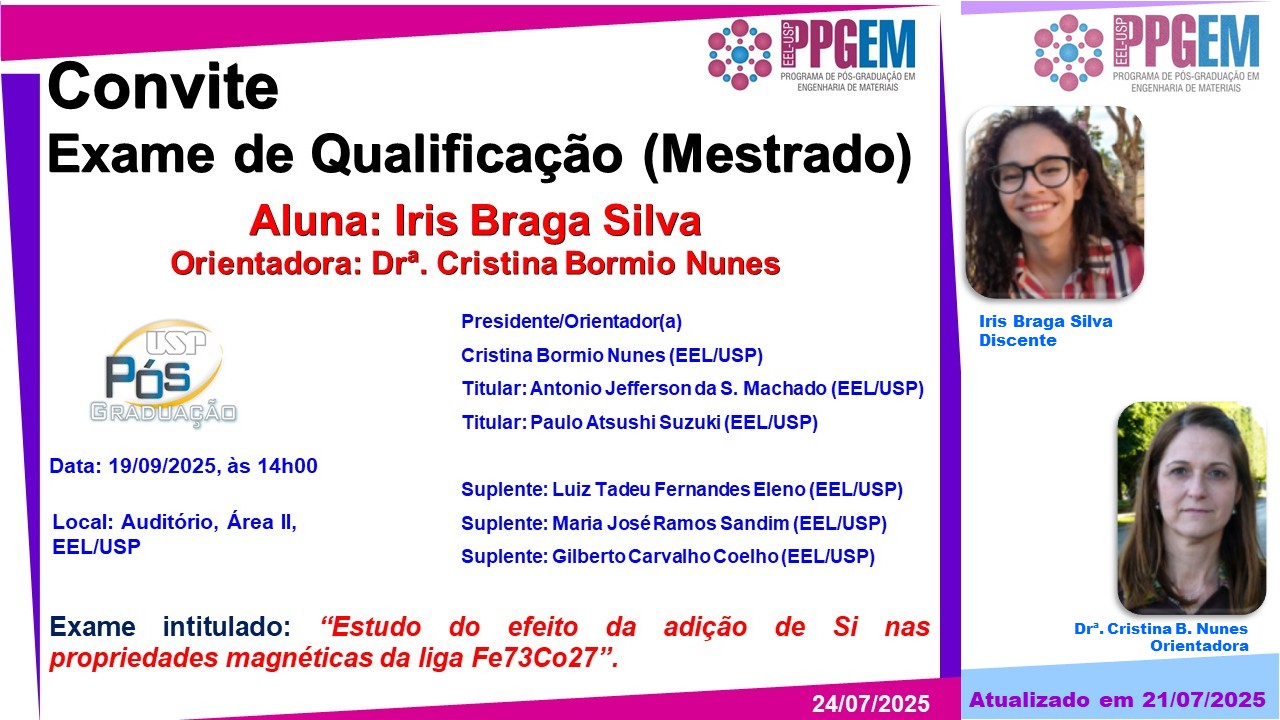 EEL-USP PPGEM
PROGRAMA DE PÓS-GRADUAÇÃO EM
ENGENHARIA DE MATERIAIS
Convite
Exame de Qualificação (Mestrado)
Aluna: Iris Braga Silva
Orientadora: Drª. Cristina Bormio Nunes
USP
Pós
GRADUAÇÃO
Data: 19/09/2025, às 14h00
Local: Auditório, Área II,
EEL/USP
Presidente/Orientador(a)
Cristina Bormio Nunes (EEL/USP)
Titular: Antonio Jefferson da S. Machado (EEL/USP)
Titular: Paulo Atsushi Suzuki (EEL/USP)
Suplente: Luiz Tadeu Fernandes Eleno (EEL/USP)
Suplente: Maria José Ramos Sandim (EEL/USP)
Suplente: Gilberto Carvalho Coelho (EEL/USP)
Exame intitulado: “Estudo do efeito da adição de Si nas
propriedades magnéticas da liga Fe73Co27”.
24/07/2025
EEL-USP PPGEM
PROGRAMA DE PÓS-GRADUAÇÃO EM
ENGENHARIA DE MATERIAIS
Iris Braga Silva
Discente
Drª. Cristina B. Nunes
Orientadora
Atualizado em 21/07/2025